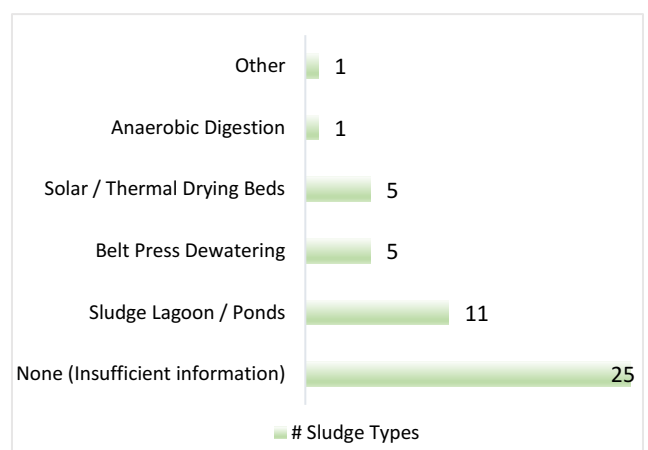 Other 1
Anaerobic Digestion 1
Solar / Thermal Drying Beds 5
Belt Press Dewatering 5
Sludge Lagoon / Ponds 11
None (Insufficient information) 25
# Sludge Types